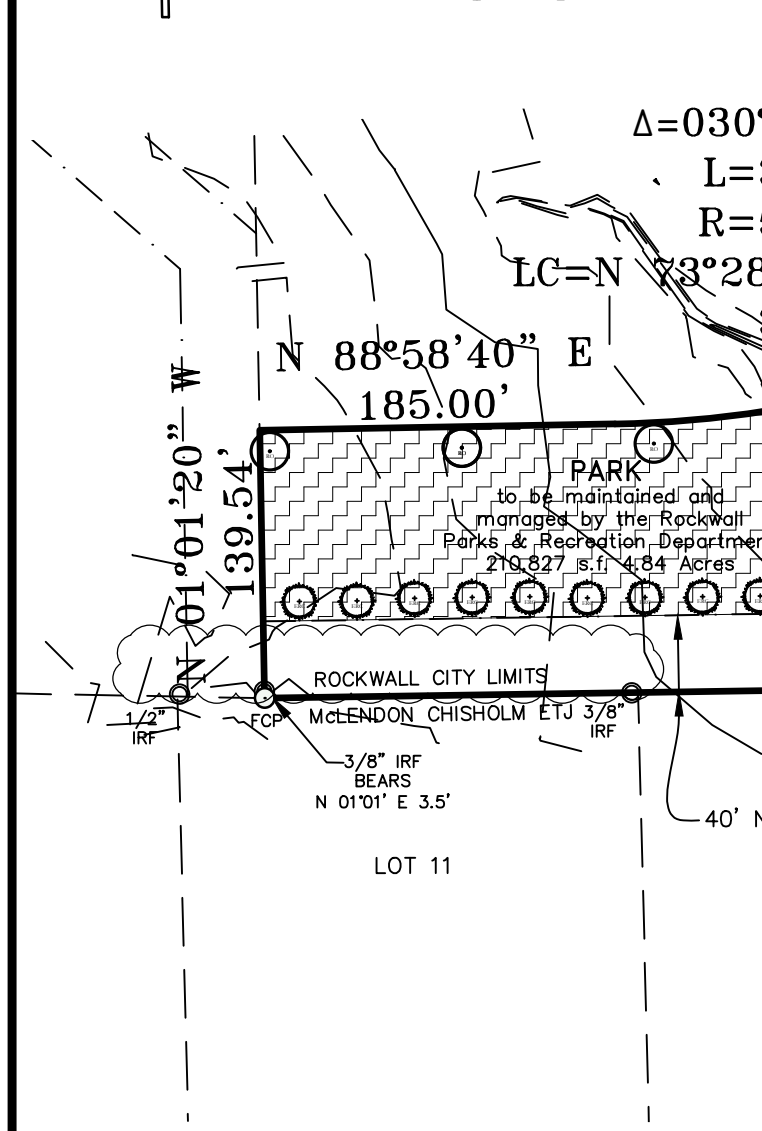 Δ=030°
L=
R=
LC=N 73°28
N 88°58'40" E
185.00'
N 01°01'20" W
139.54'
PARK
to be maintained and
managed by the Rockwall
Parks & Recreation Departmen
210,827 s.f. 4.84 Acres
ROCKWALL CITY LIMITS
McLENDON CHISHOLM ETJ
1/2"
IRF
FCP
3/8"
IRF
3/8" IRF
BEARS
N 01°01' E 3.5'
40' N
LOT 11